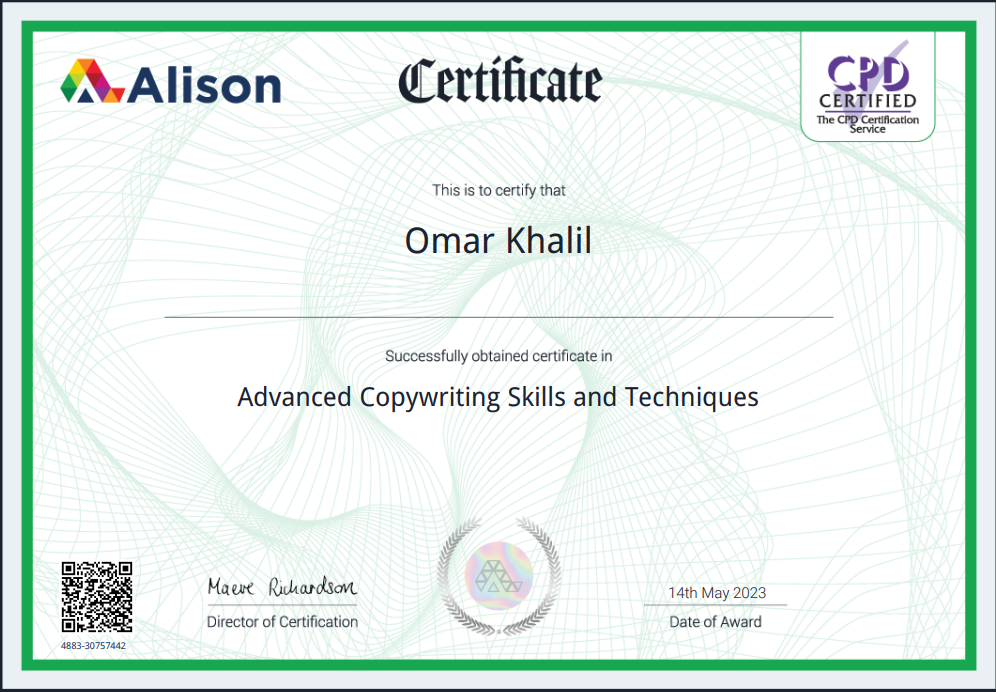 Alison
Certificate
CPD
CERTIFIED
The CPD Certification
Service
This is to certify that
Omar Khalil
Successfully obtained certificate in
Advanced Copywriting Skills and Techniques
4883-30757442
Maeve Richardson
Director of Certification
14th May 2023
Date of Award